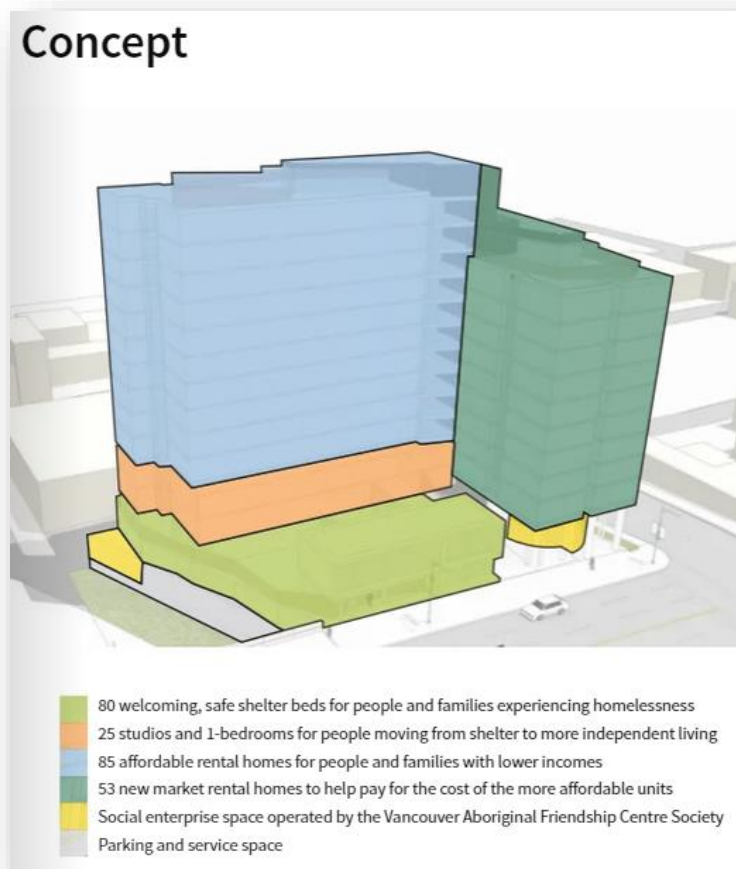 Concept
80 welcoming, safe shelter beds for people and families experiencing homelessness
25 studios and 1-bedrooms for people moving from shelter to more independent living
85 affordable rental homes for people and families with lower incomes
53 new market rental homes to help pay for the cost of the more affordable units
Social enterprise space operated by the Vancouver Aboriginal Friendship Centre Society
Parking and service space